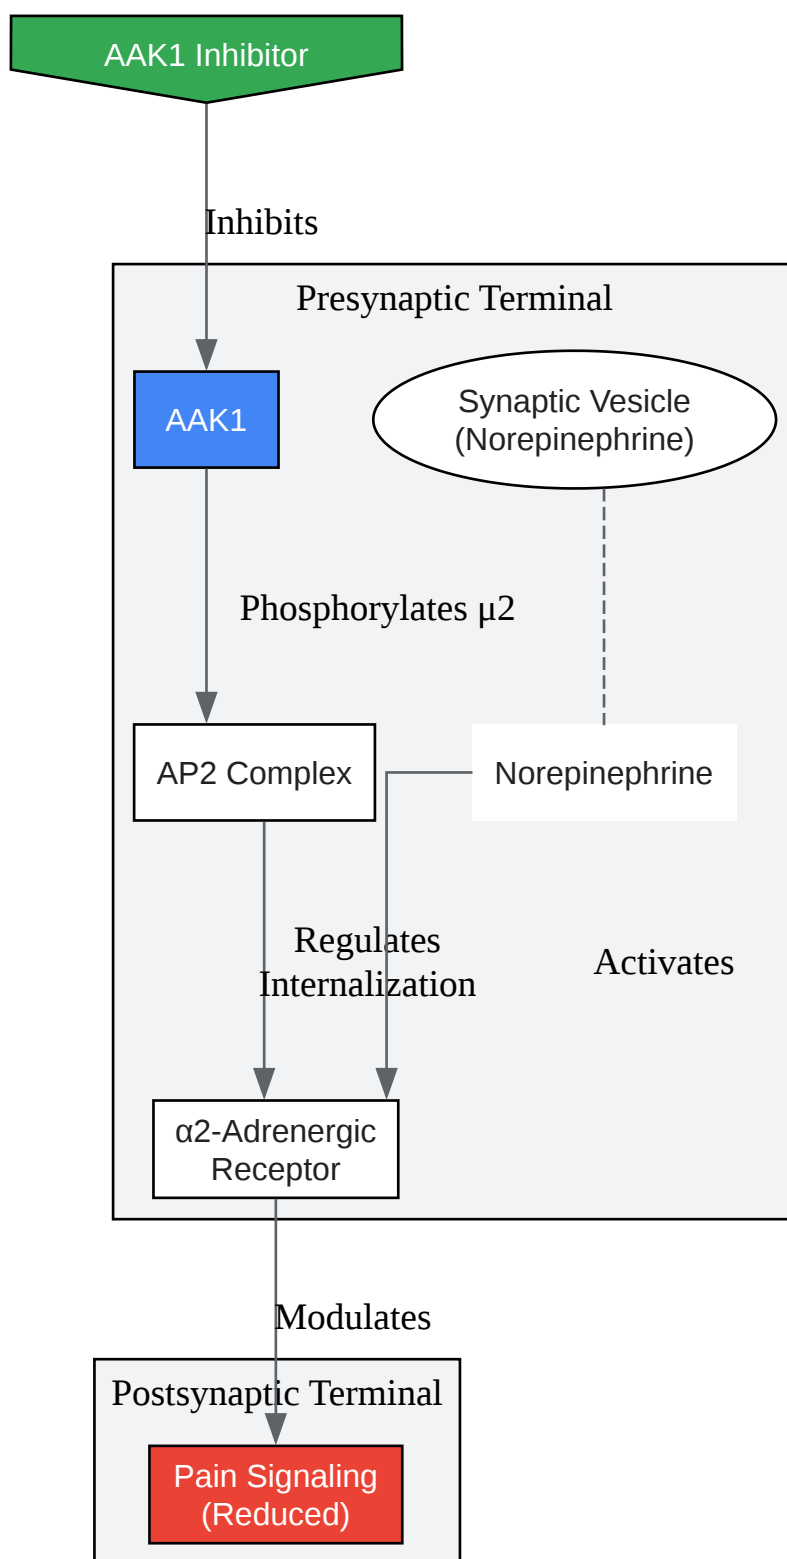 AAK1 Inhibitor
Inhibits
Presynaptic Terminal
AAK1
Synaptic Vesicle
(Norepinephrine)
Phosphorylates μ2
AP2 Complex
Norepinephrine
Regulates
Internalization
Activates
α2-Adrenergic
Receptor
Modulates
Postsynaptic Terminal
Pain Signaling
(Reduced)